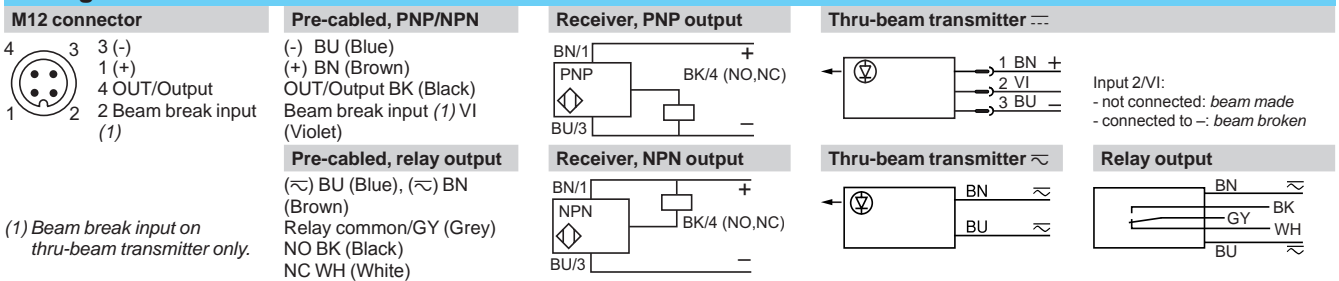 M12 connector
4
3
1
2
3 (-)
1 (+)
4 OUT/Output
2 Beam break input
(1)
(1) Beam break input on
thru-beam transmitter only.
Pre-cabled, PNP/NPN
(-) BU (Blue)
(+) BN (Brown)
OUT/Output BK (Black)
Beam break input (1) VI
(Violet)
Pre-cabled, relay output
(⏦) BU (Blue), (⏦) BN
(Brown)
Relay common/GY (Grey)
NO BK (Black)
NC WH (White)
Receiver, PNP output
BN/1
+
PNP
BK/4 (NO,NC)
BU/3
–
Receiver, NPN output
BN/1
+
NPN
BK/4 (NO,NC)
BU/3
–
Thru-beam transmitter ⎓
1 BN +
2 VI
3 BU –
Input 2/VI:
- not connected: beam made
- connected to –: beam broken
Thru-beam transmitter ⏦
BN ⏦
BU ⏦
Relay output
BN ⏦
BK
GY
WH
BU ⏦